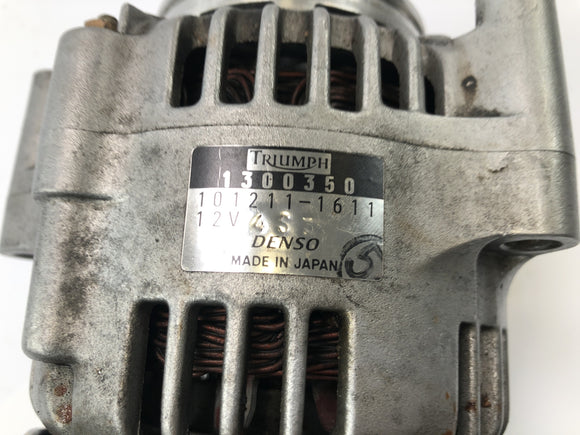 TRIUMPH
1300350
101211-1611
12V
DENSO
MADE IN JAPAN